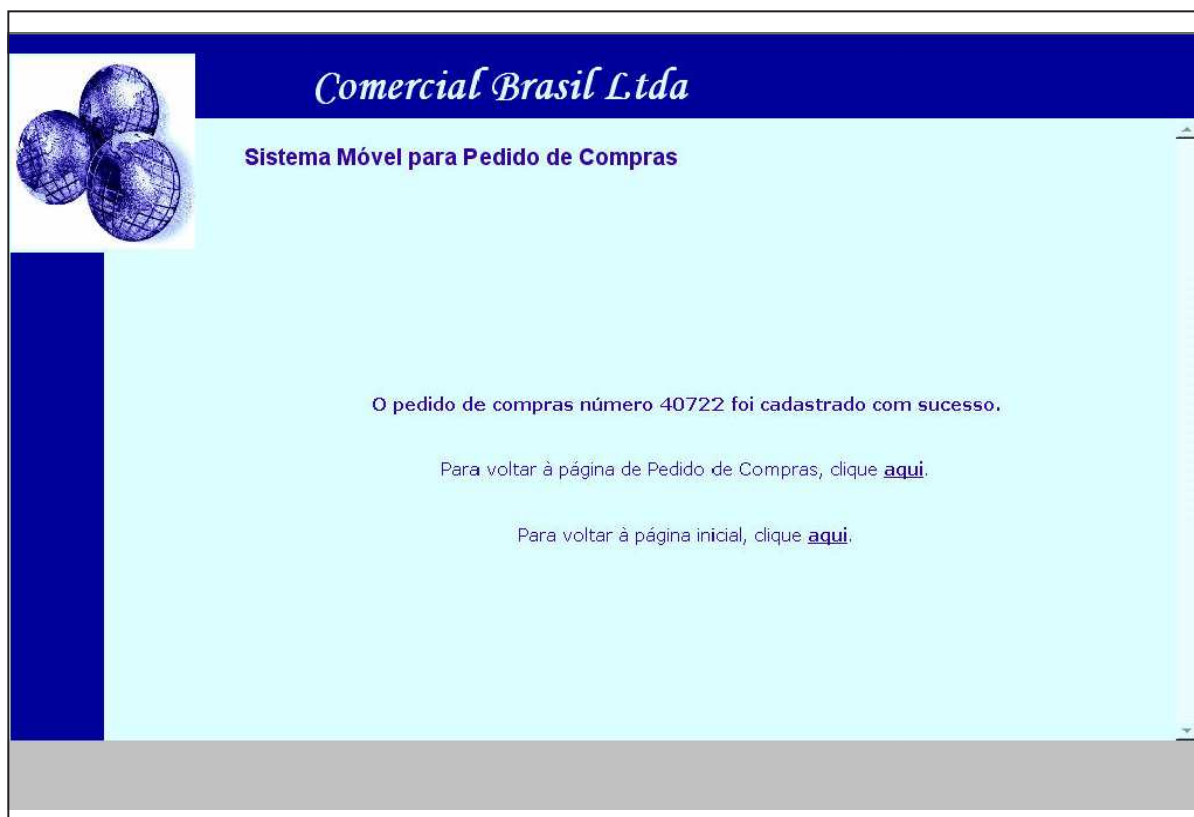 Comercial Brasil Ltda
Sistema Móvel para Pedido de Compras
O pedido de compras número 40722 foi cadastrado com sucesso.
Para voltar à página de Pedido de Compras, clique aqui.
Para voltar à página inicial, clique aqui.